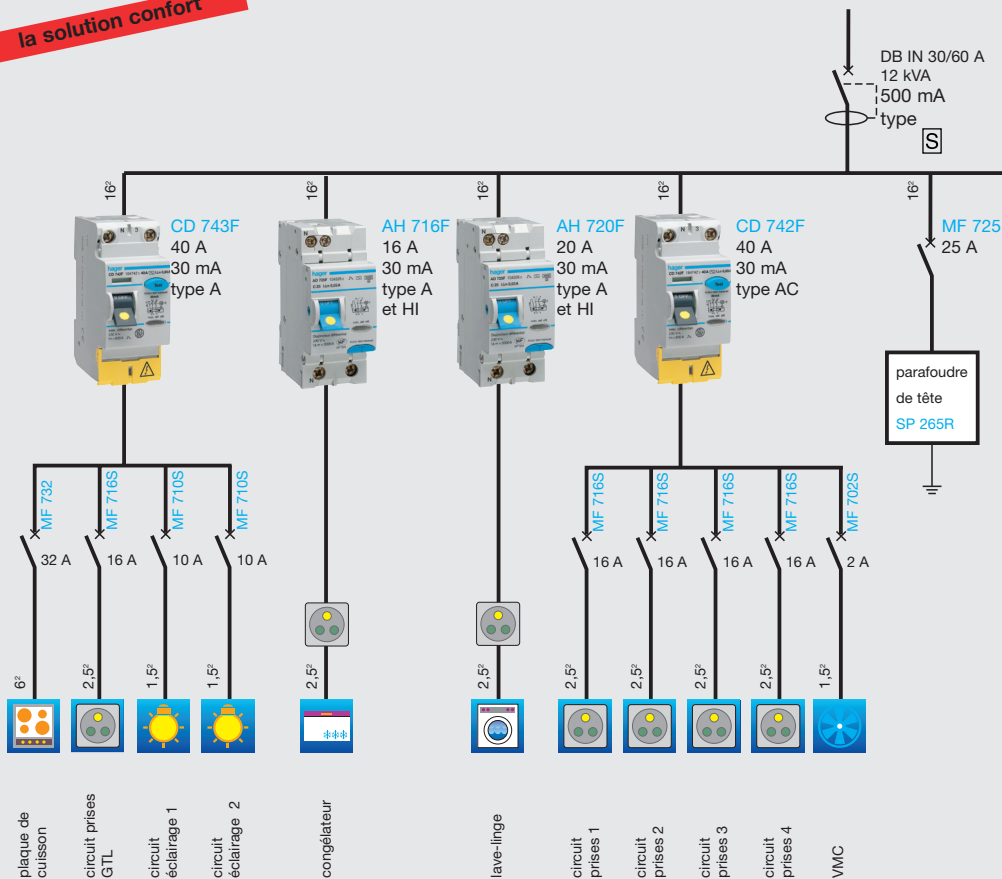 la solution confort
DB IN 30/60 A
12 kVA
500 mA
type
S
16²
16²
16²
16²
16²
CD 743F
40 A
30 mA
type A
AH 716F
16 A
30 mA
type A
et HI
AH 720F
20 A
30 mA
type A
et HI
CD 742F
40 A
30 mA
type AC
MF 725
25 A
hager
hager
hager
hager
parafoudre
de tête
SP 265R
MF 732
MF 716S
MF 710S
MF 710S
MF 716S
MF 716S
MF 716S
MF 716S
MF 702S
32 A
16 A
10 A
10 A
16 A
16 A
16 A
16 A
2 A
6²
2,5²
1,5²
1,5²
2,5²
2,5²
2,5²
2,5²
2,5²
2,5²
1,5²
plaque de
cuisson
circuit prises
GTL
circuit
éclairage 1
circuit
éclairage 2
congélateur
lave-linge
circuit
prises 1
circuit
prises 2
circuit
prises 3
circuit
prises 4
VMC